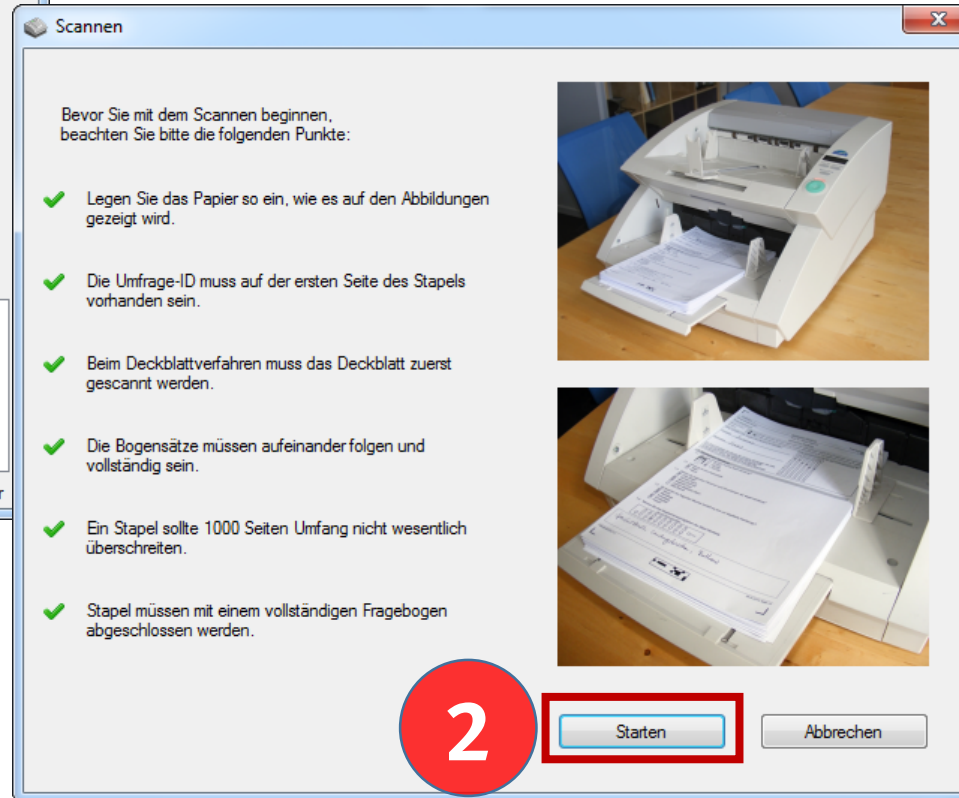 Scannen
Bevor Sie mit dem Scannen beginnen,
beachten Sie bitte die folgenden Punkte:
Legen Sie das Papier so ein, wie es auf den Abbildungen
gezeigt wird.
Die Umfrage-ID muss auf der ersten Seite des Stapels
vorhanden sein.
Beim Deckblattverfahren muss das Deckblatt zuerst
gescannt werden.
Die Bogensätze müssen aufeinander folgen und
vollständig sein.
Ein Stapel sollte 1000 Seiten Umfang nicht wesentlich
überschreiten.
Stapel müssen mit einem vollständigen Fragebogen
abgeschlossen werden.
2
Starten
Abbrechen